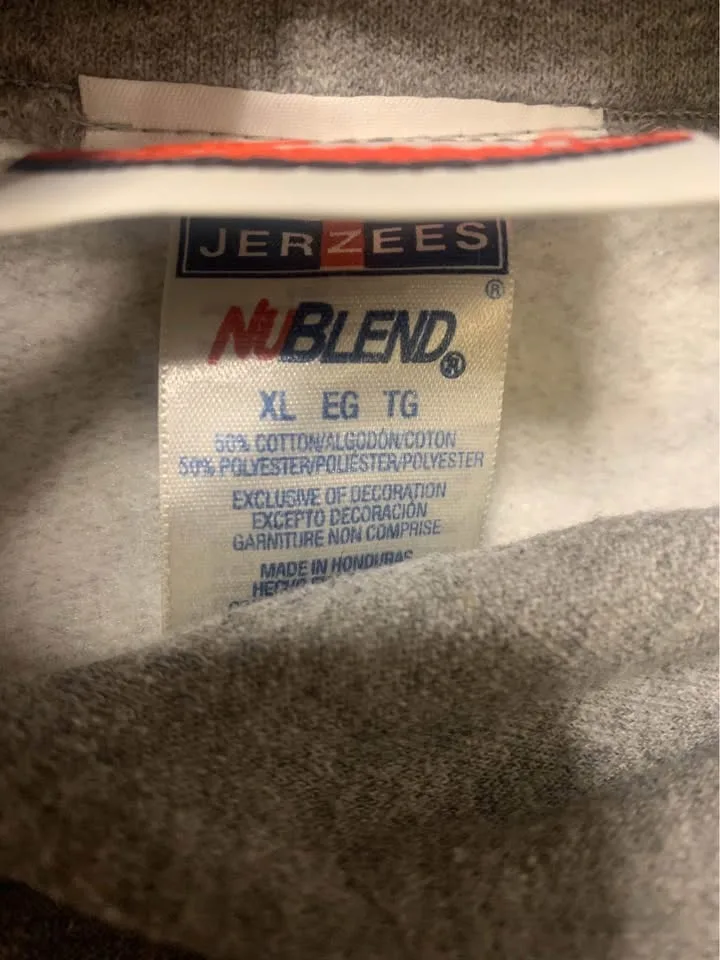 JERZEES
®
NUBLEND®
XL EG TG
50% COTTON/ALGODÓN/COTON
50% POLYESTER/POLIÉSTER/POLYESTER
EXCLUSIVE OF DECORATION
EXCEPTO DECORACIÓN
GARNITURE NON COMPRISE
MADE IN HONDURAS
HECHO